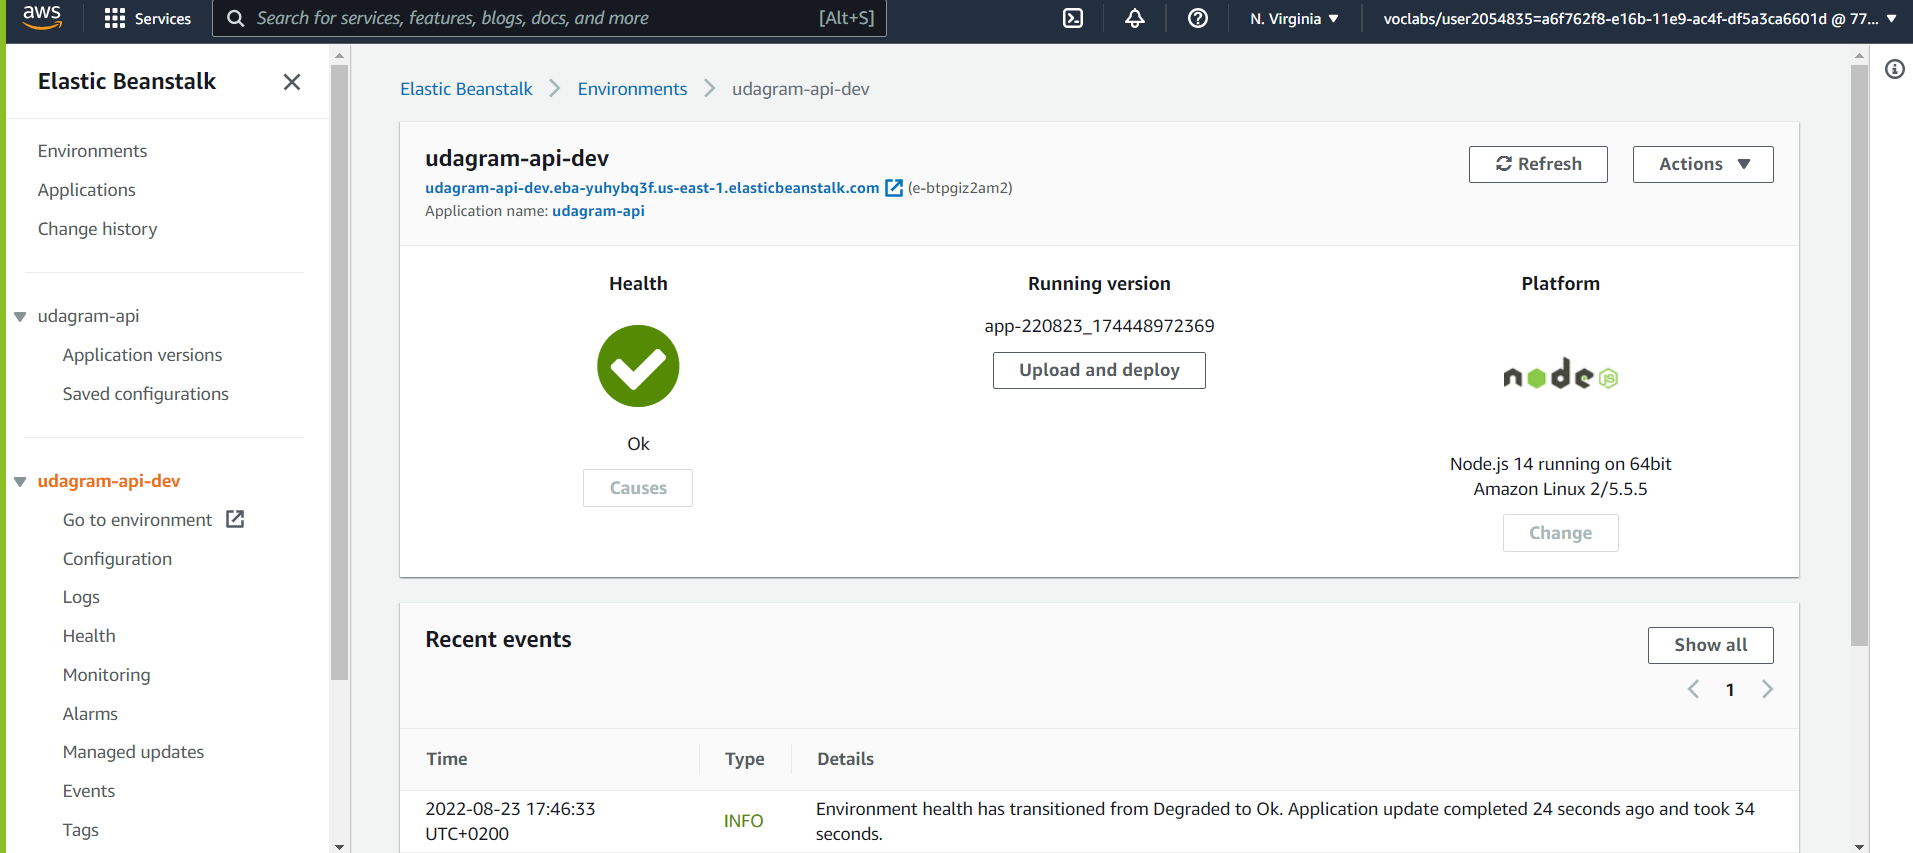 aws
Services
Search for services, features, blogs, docs, and more
[Alt+S]
N. Virginia
voclabs/user2054835=a6f762f8-e16b-11e9-ac4f-df5a3ca6601d @ 77...
Elastic Beanstalk
Environments
Applications
Change history
udagram-api
Application versions
Saved configurations
udagram-api-dev
Go to environment
Configuration
Logs
Health
Monitoring
Alarms
Managed updates
Events
Tags
Elastic Beanstalk
Environments
udagram-api-dev
udagram-api-dev
udagram-api-dev.eba-yuhybq3f.us-east-1.elasticbeanstalk.com (e-btpgiz2am2)
Application name: udagram-api
Refresh
Actions
Health
Ok
Causes
Running version
app-220823_174448972369
Upload and deploy
Platform
node JS
Node.js 14 running on 64bit
Amazon Linux 2/5.5.5
Change
Recent events
Show all
1
Time
Type
Details
2022-08-23 17:46:33
UTC+0200
INFO
Environment health has transitioned from Degraded to Ok. Application update completed 24 seconds ago and took 34
seconds.